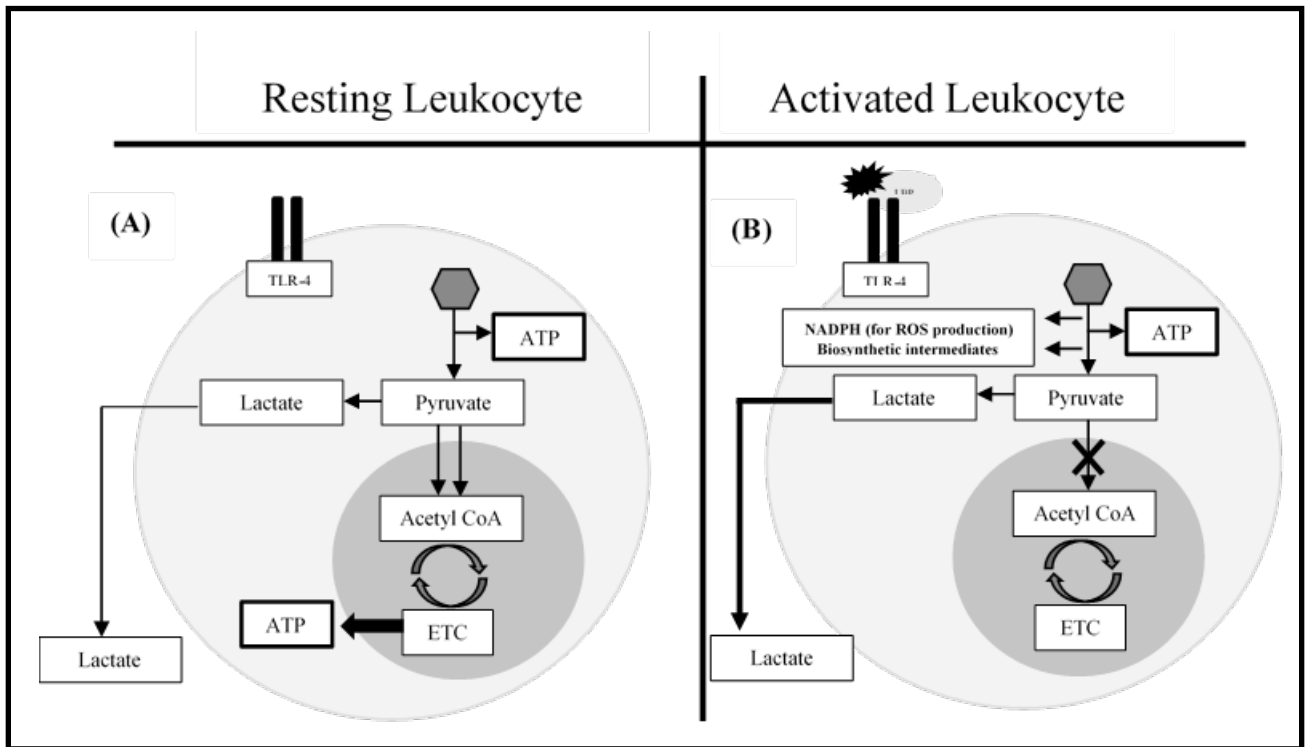 Resting Leukocyte
Activated Leukocyte
(A)
TLR-4
ATP
Lactate
Pyruvate
Acetyl CoA
ATP
ETC
Lactate
(B)
TLR-4
NADPH (for ROS production)
Biosynthetic intermediates
ATP
Lactate
Pyruvate
Acetyl CoA
ETC
Lactate